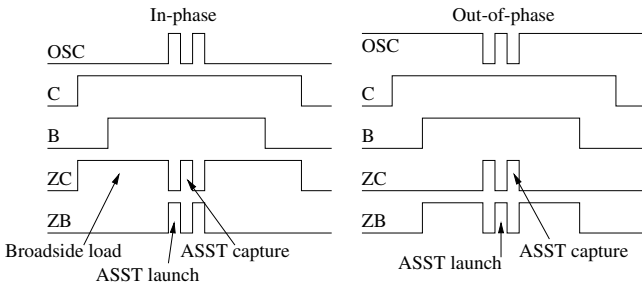 In-phase
Out-of-phase
OSC
OSC
C
C
B
B
ZC
ZC
ZB
ZB
Broadside load
ASST capture
ASST launch
ASST capture
ASST launch